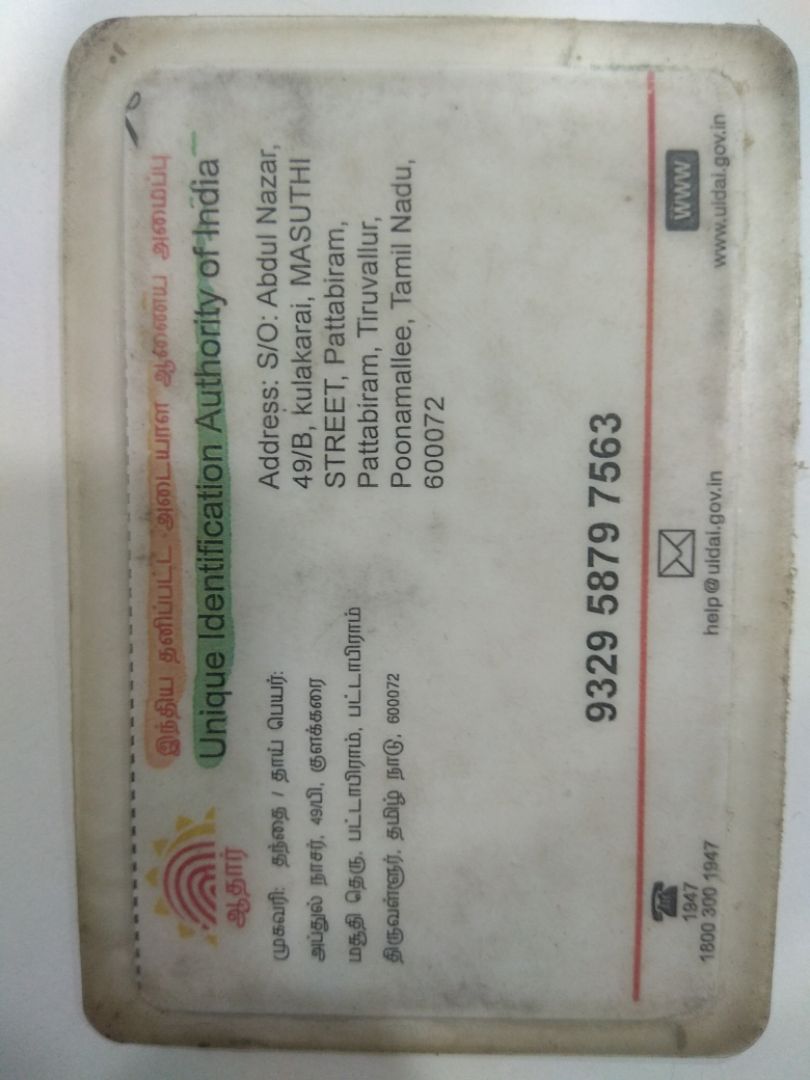 இந்திய தனிப்பட்ட அடையாள ஆணைய அமைப்பு
Unique Identification Authority of India
ஆதார்
முகவரி: தந்தை / தாய் பெயர்:
அப்துல் நாசர், 49/பி, குளக்கரை
மசூதி தெரு, பட்டாபிராம், பட்டாபிராம்
திருவள்ளூர், தமிழ் நாடு, 600072
Address: S/O: Abdul Nazar,
49/B, kulakarai, MASUTHI
STREET, Pattabiram,
Pattabiram, Tiruvallur,
Poonamallee, Tamil Nadu,
600072
9329 5879 7563
1947
1800 300 1947
help@uidai.gov.in
www
www.uidai.gov.in